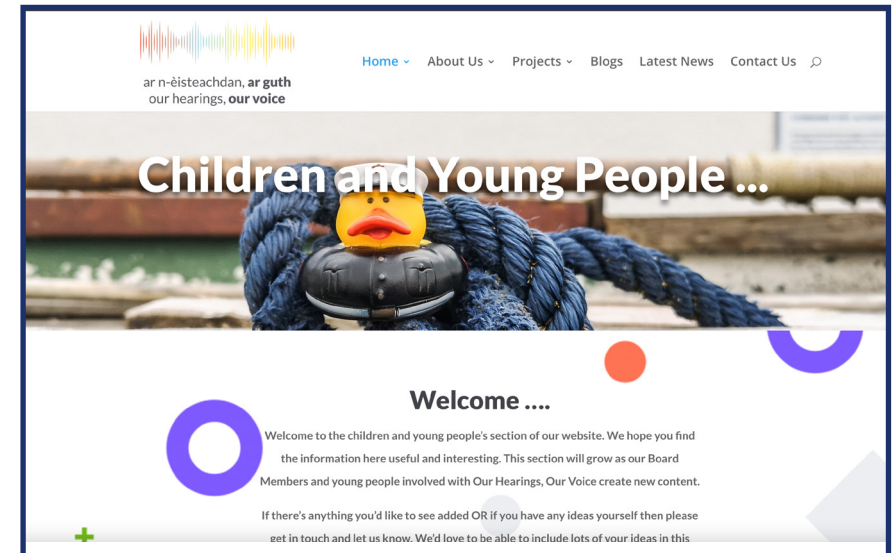 ar n-èisteachdan, ar guth
our hearings, our voice
Home About Us Projects Blogs Latest News Contact Us
Children and Young People ...
Welcome ....
Welcome to the children and young people's section of our website. We hope you find
the information here useful and interesting. This section will grow as our Board
Members and young people involved with Our Hearings, Our Voice create new content.
If there's anything you'd like to see added OR if you have any ideas yourself then please
get in touch and let us know. We'd love to be able to include lots of your ideas in this